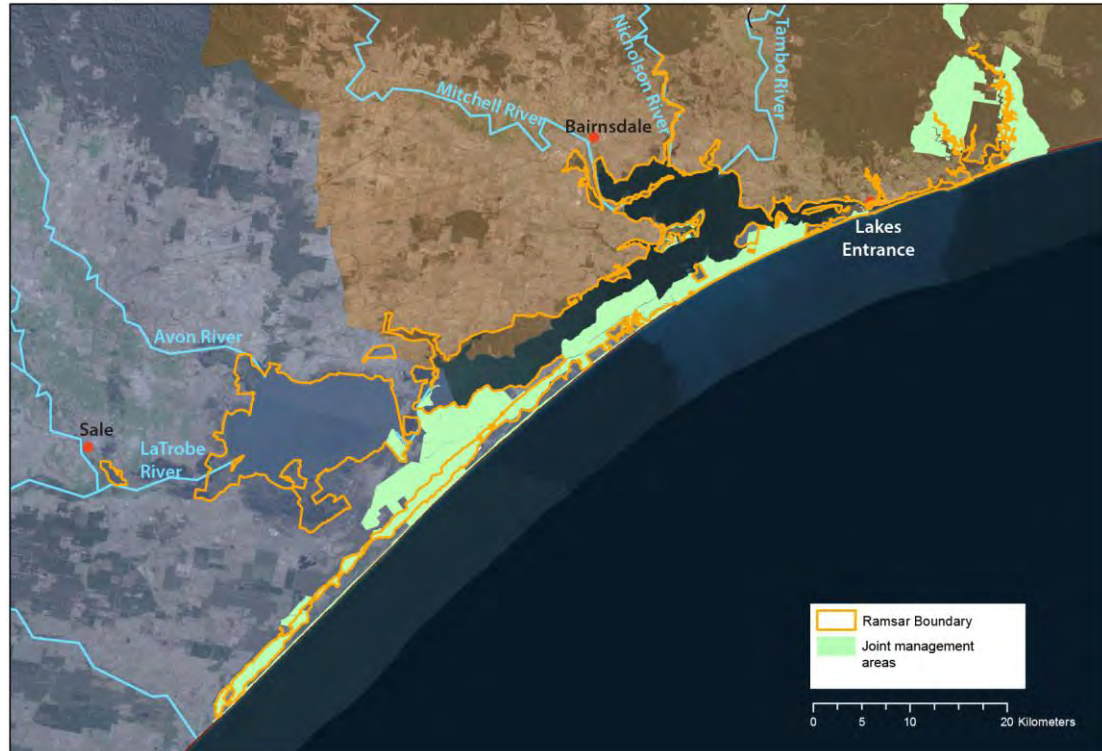 Nicholson River
Tambo River
Mitchell River
Bairnsdale
Lakes
Entrance
Avon River
Sale
LaTrobe
River
Ramsar Boundary
Joint management
areas
0 5 10 20 Kilometers